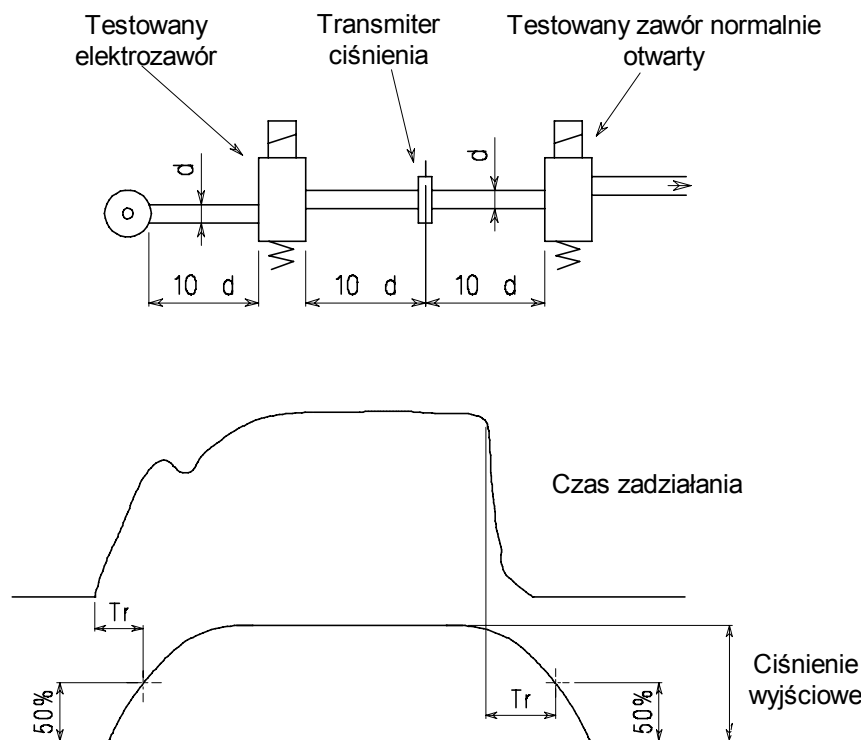 Testowany
elektrozawór
Transmiter
ciśnienia
Testowany zawór normalnie
otwarty
d
d
10 d
10 d
10 d
Czas zadziałania
Tr
50%
Tr
50%
Ciśnienie
wyjściowe